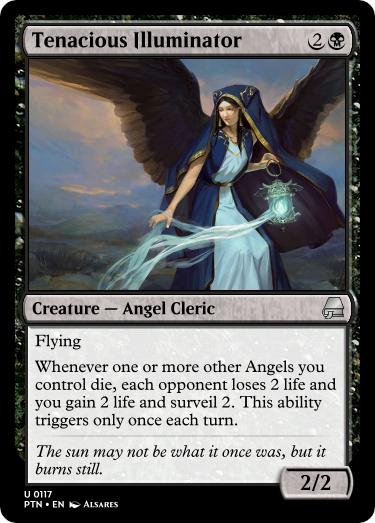 Tenacious Illuminator 2
Creature — Angel Cleric
Flying
Whenever one or more other Angels you
control die, each opponent loses 2 life and
you gain 2 life and surveil 2. This ability
triggers only once each turn.
The sun may not be what it once was, but it
burns still.
2/2
U 0117
PTN • EN Alsares